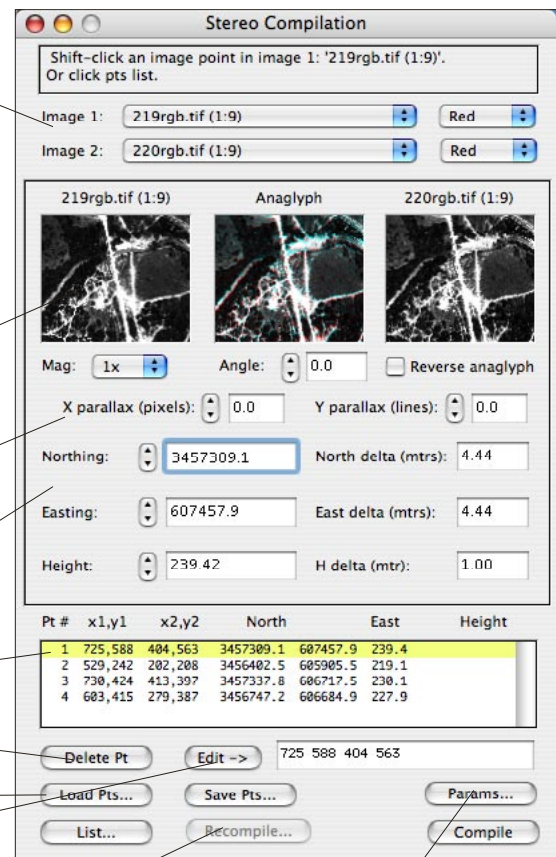 Stereo Compilation
Shift-click an image point in image 1: '219rgb.tif (1:9)'.
Or click pts list.
Image 1: 219rgb.tif (1:9) Red
Image 2: 220rgb.tif (1:9) Red
219rgb.tif (1:9) Anaglyph 220rgb.tif (1:9)
Mag: 1x Angle: 0.0 Reverse anaglyph
X parallax (pixels): 0.0 Y parallax (lines): 0.0
Northing: 3457309.1 North delta (mtrs): 4.44
Easting: 607457.9 East delta (mtrs): 4.44
Height: 239.42 H delta (mtr): 1.00
Pt # x1,y1 x2,y2 North East Height
1 725,588 404,563 3457309.1 607457.9 239.4
2 529,242 202,208 3456402.5 605905.5 219.1
3 730,424 413,397 3457337.8 606717.5 230.1
4 603,415 279,387 3456747.2 606684.9 227.9
Delete Pt Edit -> 725 588 404 563
Load Pts... Save Pts... Params...
List... Recompile... Compile